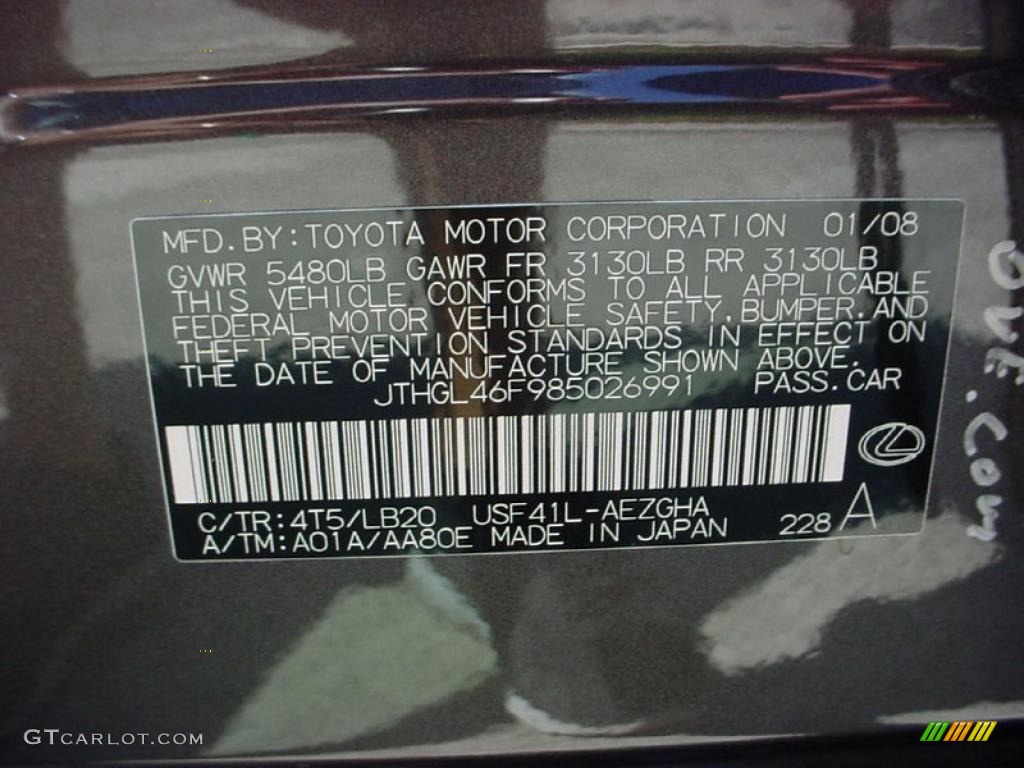 MFD.BY:TOYOTA MOTOR CORPORATION 01/08
GVWR 5480LB GAWR FR 3130LB RR 3130LB
THIS VEHICLE CONFORMS TO ALL APPLICABLE
FEDERAL MOTOR VEHICLE SAFETY,BUMPER,AND
THEFT PREVENTION STANDARDS IN EFFECT ON
THE DATE OF MANUFACTURE SHOWN ABOVE.
JTHGL46F985026991 PASS.CAR
C/TR:4T5/LB20 USF41L-AEZGHA
A/TM:A01A/AA80E MADE IN JAPAN 228 A
OVE.COM
GTCARLOT.COM